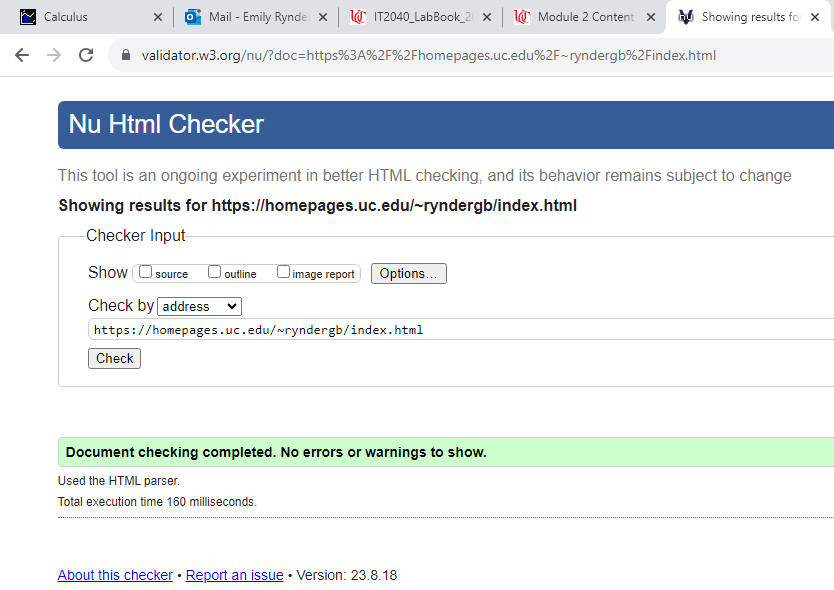 Calculus
Mail - Emily Rynde
IT2040_LabBook_2
Module 2 Content
Showing results fo
validator.w3.org/nu/?doc=https%3A%2F%2Fhomepages.uc.edu%2F~ryndergb%2Findex.html
Nu Html Checker
This tool is an ongoing experiment in better HTML checking, and its behavior remains subject to change
Showing results for https://homepages.uc.edu/~ryndergb/index.html
Checker Input
Show source outline image report Options...
Check by address
https://homepages.uc.edu/~ryndergb/index.html
Check
Document checking completed. No errors or warnings to show.
Used the HTML parser.
Total execution time 160 milliseconds.
About this checker • Report an issue • Version: 23.8.18